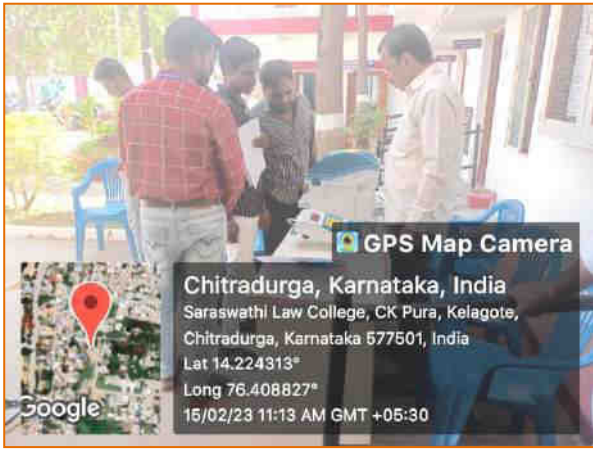 GPS Map Camera
Chitradurga, Karnataka, India
Saraswathi Law College, CK Pura, Kelagote,
Chitradurga, Karnataka 577501, India
Lat 14.224313°
Long 76.408827°
15/02/23 11:13 AM GMT +05:30
Google